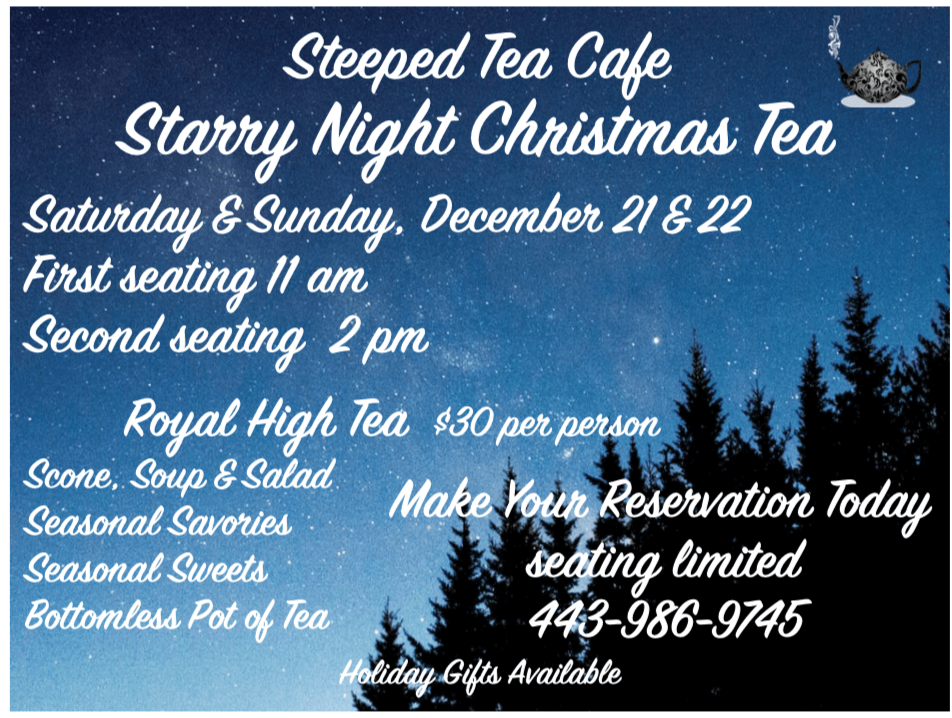 Steeped Tea Cafe
Starry Night Christmas Tea
Saturday & Sunday, December 21 & 22
First seating 11 am
Second seating 2 pm
Royal High Tea $30 per person
Scone, Soup & Salad
Seasonal Savories
Seasonal Sweets
Bottomless Pot of Tea
Make Your Reservation Today
seating limited
443-986-9745
Holiday Gifts Available